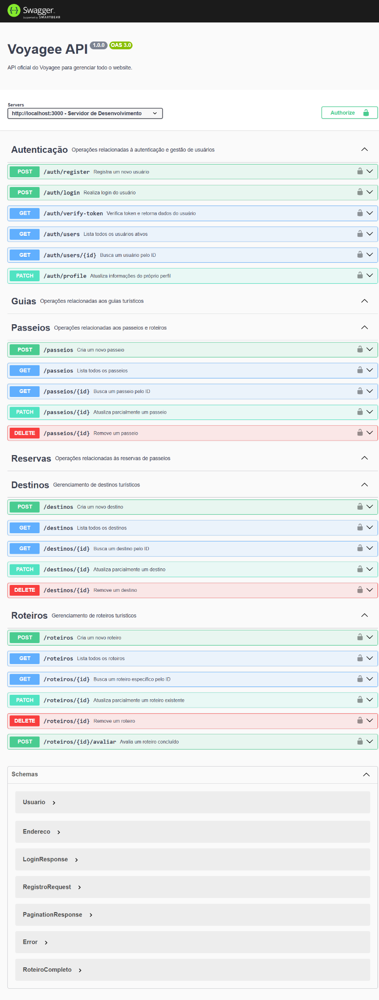 Swagger
Supported by SMARTBEAR
Voyagee API 1.0.0 OAS 3.0
API oficial do Voyagee para gerenciar todo o website.
Servers
http://localhost:3000 - Servidor de Desenvolvimento
Authorize
Autenticação Operações relacionadas à autenticação e gestão de usuários
POST /auth/register Registra um novo usuário
POST /auth/login Realiza login do usuário
GET /auth/verify-token Verifica token e retorna dados do usuário
GET /auth/users Lista todos os usuários ativos
GET /auth/users/{id} Busca um usuário pelo ID
PATCH /auth/profile Atualiza informações do próprio perfil
Guias Operações relacionadas aos guias turísticos
Passeios Operações relacionadas aos passeios e roteiros
POST /passeios Cria um novo passeio
GET /passeios Lista todos os passeios
GET /passeios/{id} Busca um passeio pelo ID
PATCH /passeios/{id} Atualiza parcialmente um passeio
DELETE /passeios/{id} Remove um passeio
Reservas Operações relacionadas às reservas de passeios
Destinos Gerenciamento de destinos turísticos
POST /destinos Cria um novo destino
GET /destinos Lista todos os destinos
GET /destinos/{id} Busca um destino pelo ID
PATCH /destinos/{id} Atualiza parcialmente um destino
DELETE /destinos/{id} Remove um destino
Roteiros Gerenciamento de roteiros turísticos
POST /roteiros Cria um novo roteiro
GET /roteiros Lista todos os roteiros
GET /roteiros/{id} Busca um roteiro específico pelo ID
PATCH /roteiros/{id} Atualiza parcialmente um roteiro existente
DELETE /roteiros/{id} Remove um roteiro
POST /roteiros/{id}/avaliar Avalia um roteiro concluído
Schemas
Usuario
Endereco
LoginResponse
RegistroRequest
PaginationResponse
Error
RoteiroCompleto